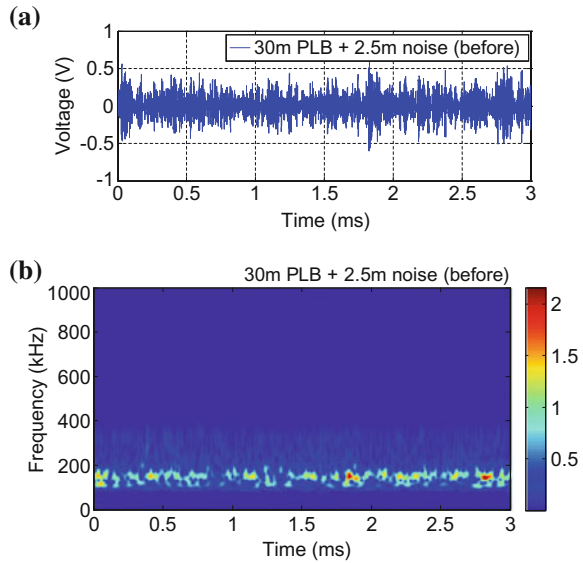 (a)
30m PLB + 2.5m noise (before)
Voltage (V)
1
0.5
0
-0.5
-1
0 0.5 1 1.5 2 2.5 3
Time (ms)
(b)
30m PLB + 2.5m noise (before)
Frequency (kHz)
1000
800
600
400
200
0
0 0.5 1 1.5 2 2.5 3
Time (ms)
2
1.5
1
0.5